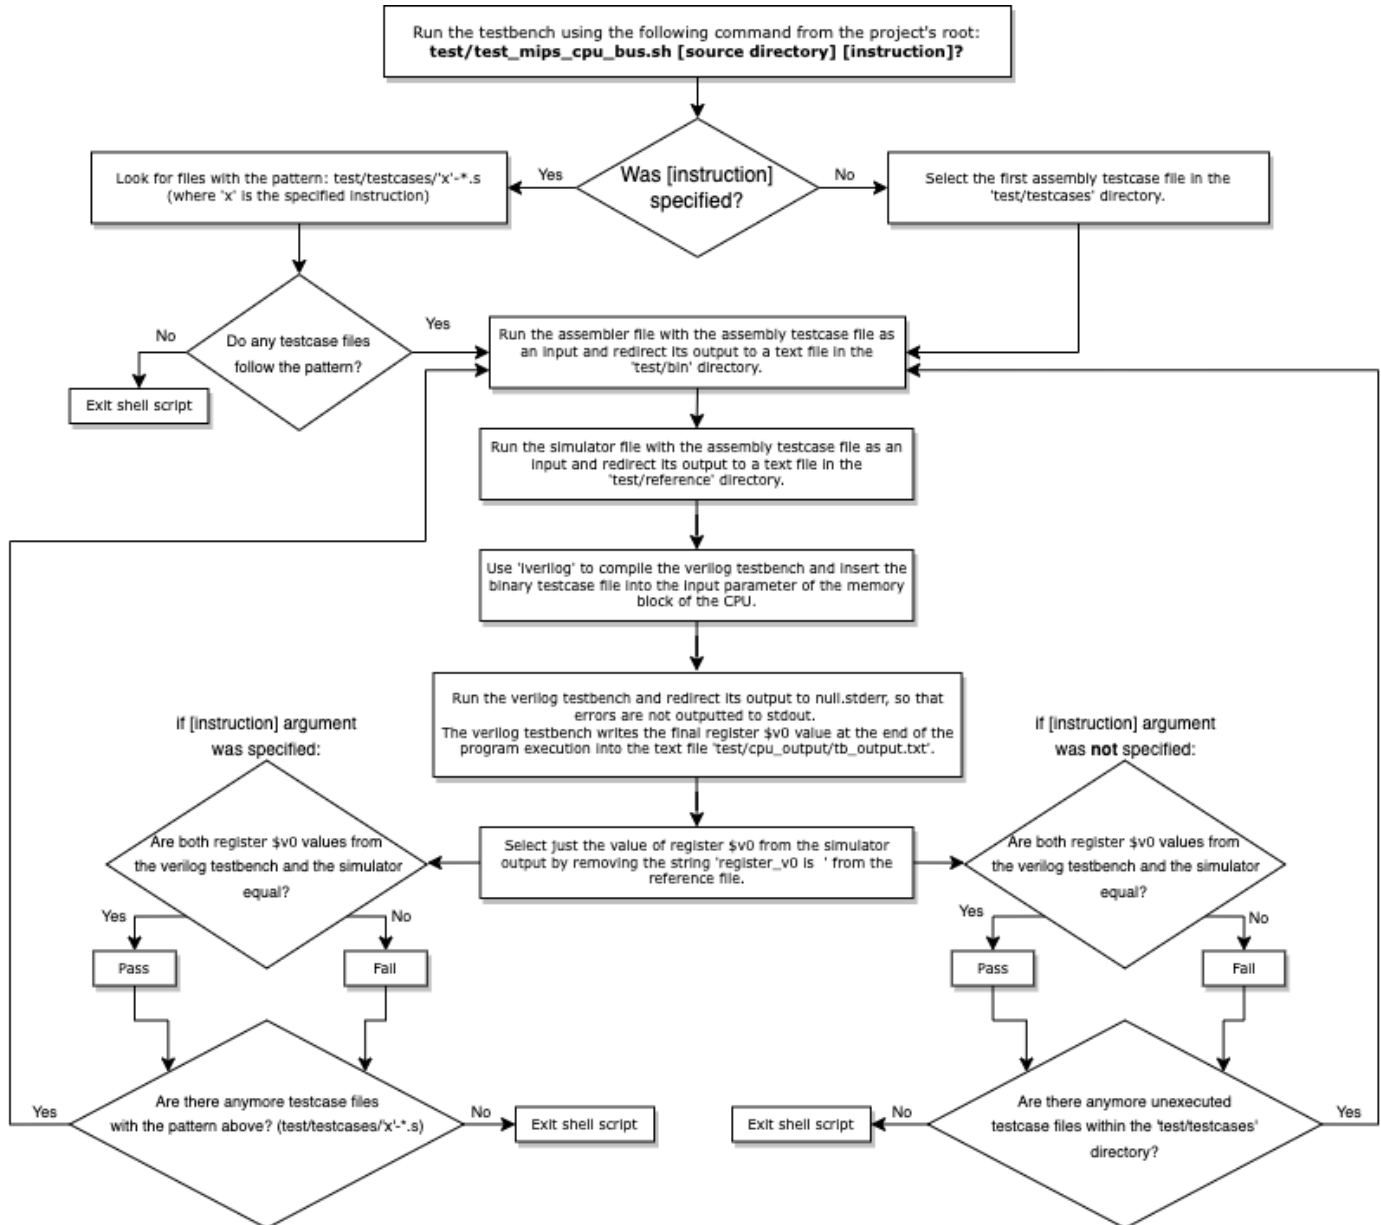 Run the testbench using the following command from the project's root:
test/test_mips_cpu_bus.sh [source directory] [instruction]?
Was [instruction]
specified?
Yes
No
Look for files with the pattern: test/testcases/'x'-*.s
(where 'x' is the specified instruction)
Select the first assembly testcase file in the
'test/testcases' directory.
Do any testcase files
follow the pattern?
No
Yes
Exit shell script
Run the assembler file with the assembly testcase file as
an input and redirect its output to a text file in the
'test/bin' directory.
Run the simulator file with the assembly testcase file as an
input and redirect its output to a text file in the
'test/reference' directory.
Use 'iverilog' to compile the verilog testbench and insert the
binary testcase file into the input parameter of the memory
block of the CPU.
Run the verilog testbench and redirect its output to null.stderr, so that
errors are not outputted to stdout.
The verilog testbench writes the final register $v0 value at the end of the
program execution into the text file 'test/cpu_output/tb_output.txt'.
Select just the value of register $v0 from the simulator
output by removing the string 'register_v0 is  ' from the
reference file.
if [instruction] argument
was specified:
Are both register $v0 values from
the verilog testbench and the simulator
equal?
Yes
No
Pass
Fail
Are there anymore testcase files
with the pattern above? (test/testcases/'x'-*.s)
Yes
No
Exit shell script
if [instruction] argument
was not specified:
Are both register $v0 values from
the verilog testbench and the simulator
equal?
Yes
No
Pass
Fail
Are there anymore unexecuted
testcase files within the 'test/testcases'
directory?
No
Yes
Exit shell script